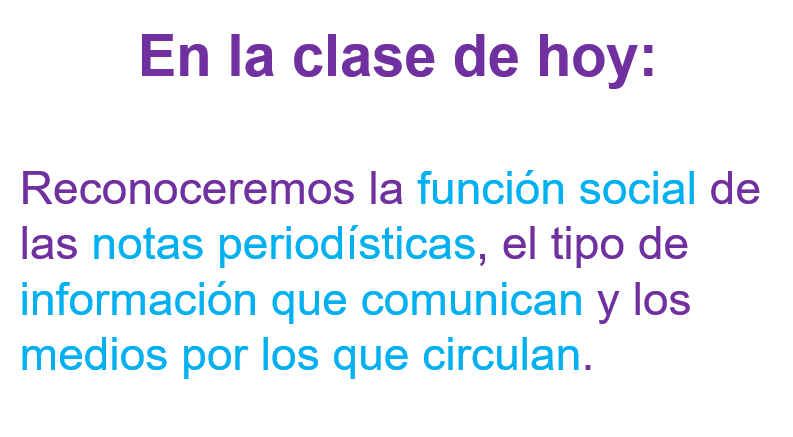 En la clase de hoy:
Reconoceremos la función social de
las notas periodísticas, el tipo de
información que comunican y los
medios por los que circulan.